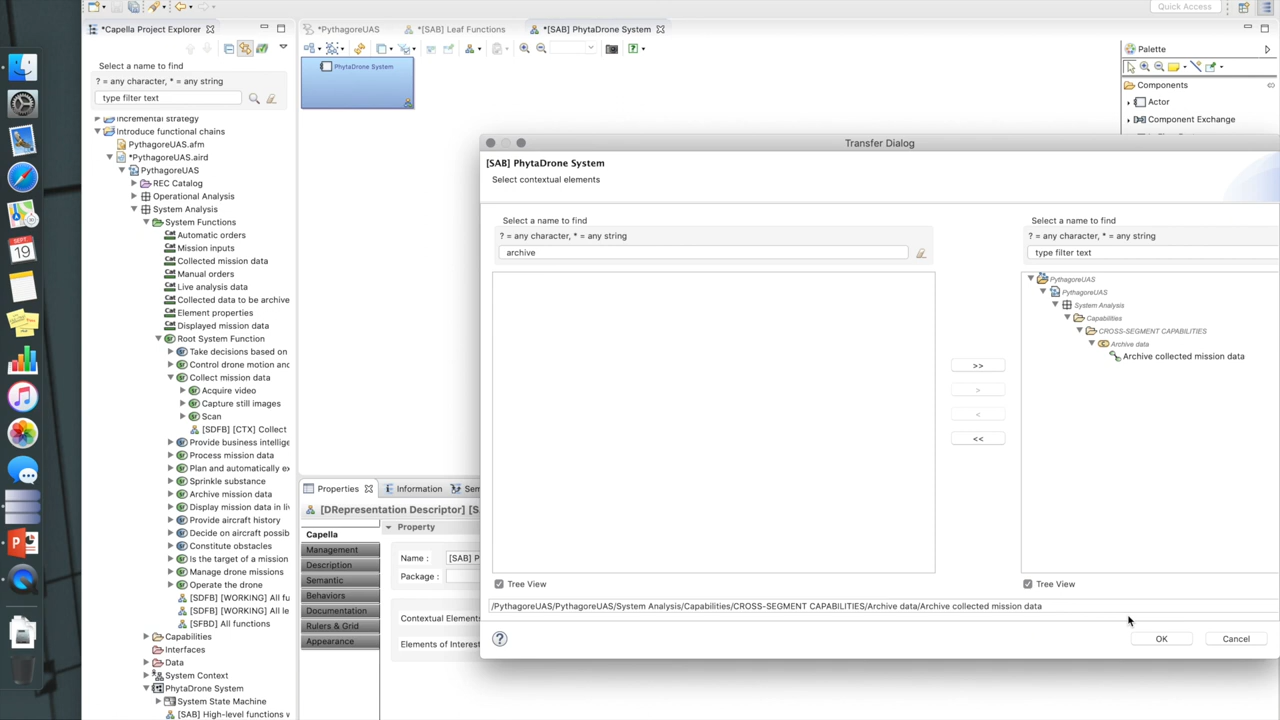 Quick Access
*Capella Project Explorer
*PythagoreUAS
*[SAB] Leaf Functions
*[SAB] PhytaDrone System
Select a name to find
? = any character, * = any string
type filter text
Incremental strategy
Introduce functional chains
PythagoreUAS.afm
*PythagoreUAS.aird
PythagoreUAS
REC Catalog
Operational Analysis
System Analysis
System Functions
Automatic orders
Mission inputs
Collected mission data
Manual orders
Live analysis data
Collected data to be archive
Element properties
Displayed mission data
Root System Function
Take decisions based on
Control drone motion and
Collect mission data
Acquire video
Capture still images
Scan
[SDFB] [CTX] Collect
Provide business intellige
Process mission data
Plan and automatically ex
Sprinkle substance
Archive mission data
Display mission data in li
Provide aircraft history
Decide on aircraft possib
Constitute obstacles
Is the target of a mission
Manage drone missions
Operate the drone
[SDFB] [WORKING] All fu
[SDFB] [WORKING] All le
[SFBD] All functions
Capabilities
Interfaces
Data
System Context
PhytaDrone System
System State Machine
[SAB] High-level functions w
PhytaDrone System
Palette
Components
Actor
Component Exchange
Transfer Dialog
[SAB] PhytaDrone System
Select contextual elements
Select a name to find
? = any character, * = any string
archive
Tree View
>>
>
<
<<
Select a name to find
? = any character, * = any string
type filter text
PythagoreUAS
PythagoreUAS
System Analysis
Capabilities
CROSS-SEGMENT CAPABILITIES
Archive data
Archive collected mission data
Tree View
/PythagoreUAS/PythagoreUAS/System Analysis/Capabilities/CROSS-SEGMENT CAPABILITIES/Archive data/Archive collected mission data
?
OK
Cancel
Properties
Information
Sem
[DRepresentation Descriptor] [S
Capella
Management
Description
Semantic
Behaviors
Documentation
Rulers & Grid
Appearance
Property
Name :
[SAB] P
Package :
Contextual Elements
Elements of Interest
SEPT.
19